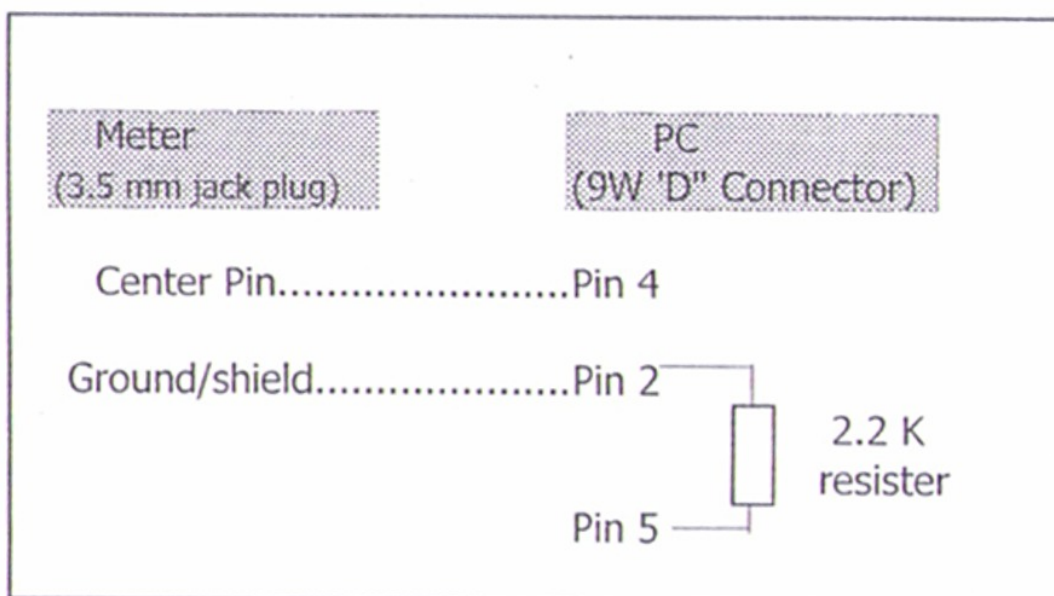 Meter
(3.5 mm jack plug)
PC
(9W 'D" Connector)
Center Pin........................Pin 4
Ground/shield.....................Pin 2
2.2 K
resister
Pin 5